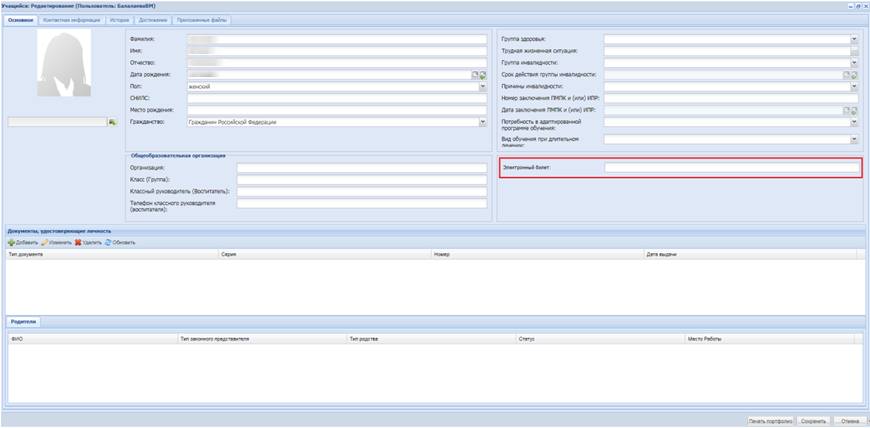 Учащийся: Редактирование (Пользователь: БалалаеваВМ)
Основное Контактная информация История Достижения Приложенные файлы
Фамилия:
Имя:
Отчество:
Дата рождения:
Пол: женский
СНИЛС:
Место рождения:
Гражданство: Гражданин Российской Федерации
Группа здоровья:
Трудная жизненная ситуация:
Группа инвалидности:
Срок действия группы инвалидности:
Причины инвалидности:
Номер заключения ПМПК и (или) ИПР:
Дата заключения ПМПК и (или) ИПР:
Потребность в адаптированной
программе обучения:
Вид обучения при длительном
лечении:
Общеобразовательная организация
Организация:
Класс (Группа):
Классный руководитель (Воспитатель):
Телефон классного руководителя
(воспитателя):
Электронный билет:
Документы, удостоверяющие личность
Добавить Изменить Удалить Обновить
Тип документа Серия Номер Дата выдачи
Родители
ФИО Тип законного представителя Тип родства Статус Место Работы
Печать портфолио Сохранить Отмена